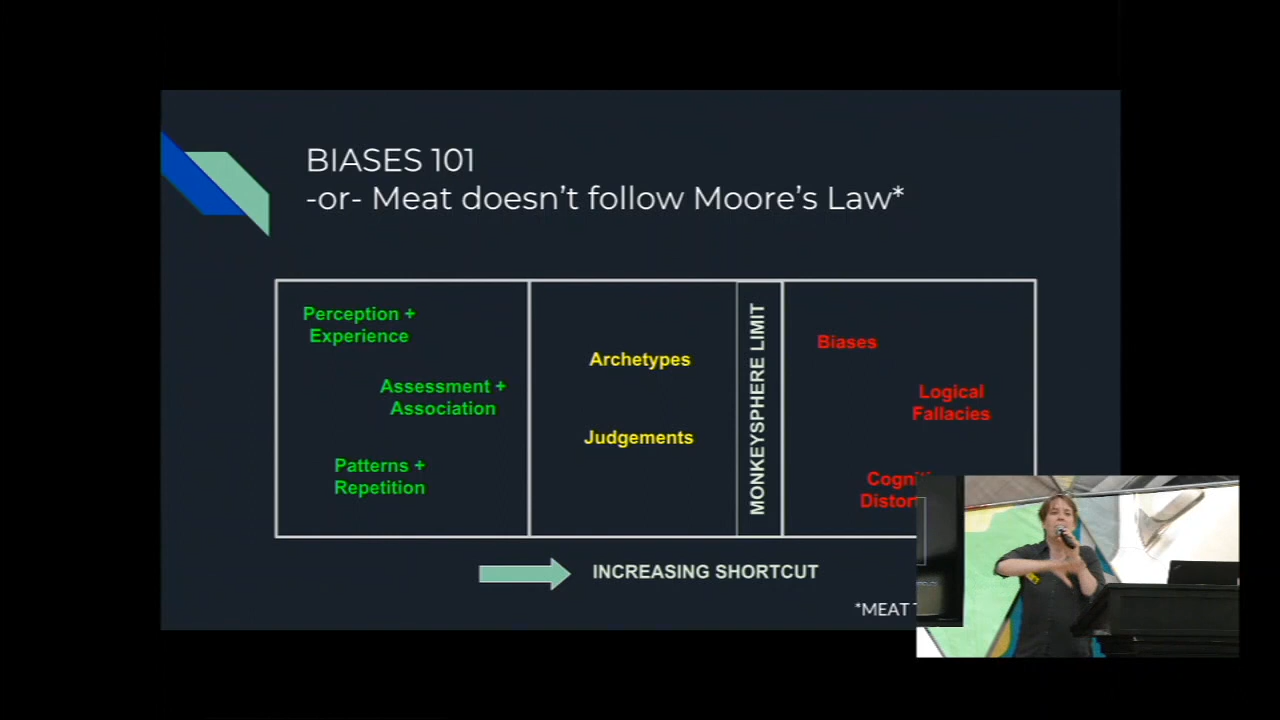 BIASES 101
-or- Meat doesn't follow Moore's Law*
Perception +
Experience
Assessment +
Association
Patterns +
Repetition
Archetypes
Judgements
MONKEYSPHERE LIMIT
Biases
Logical
Fallacies
INCREASING SHORTCUT
*MEAT